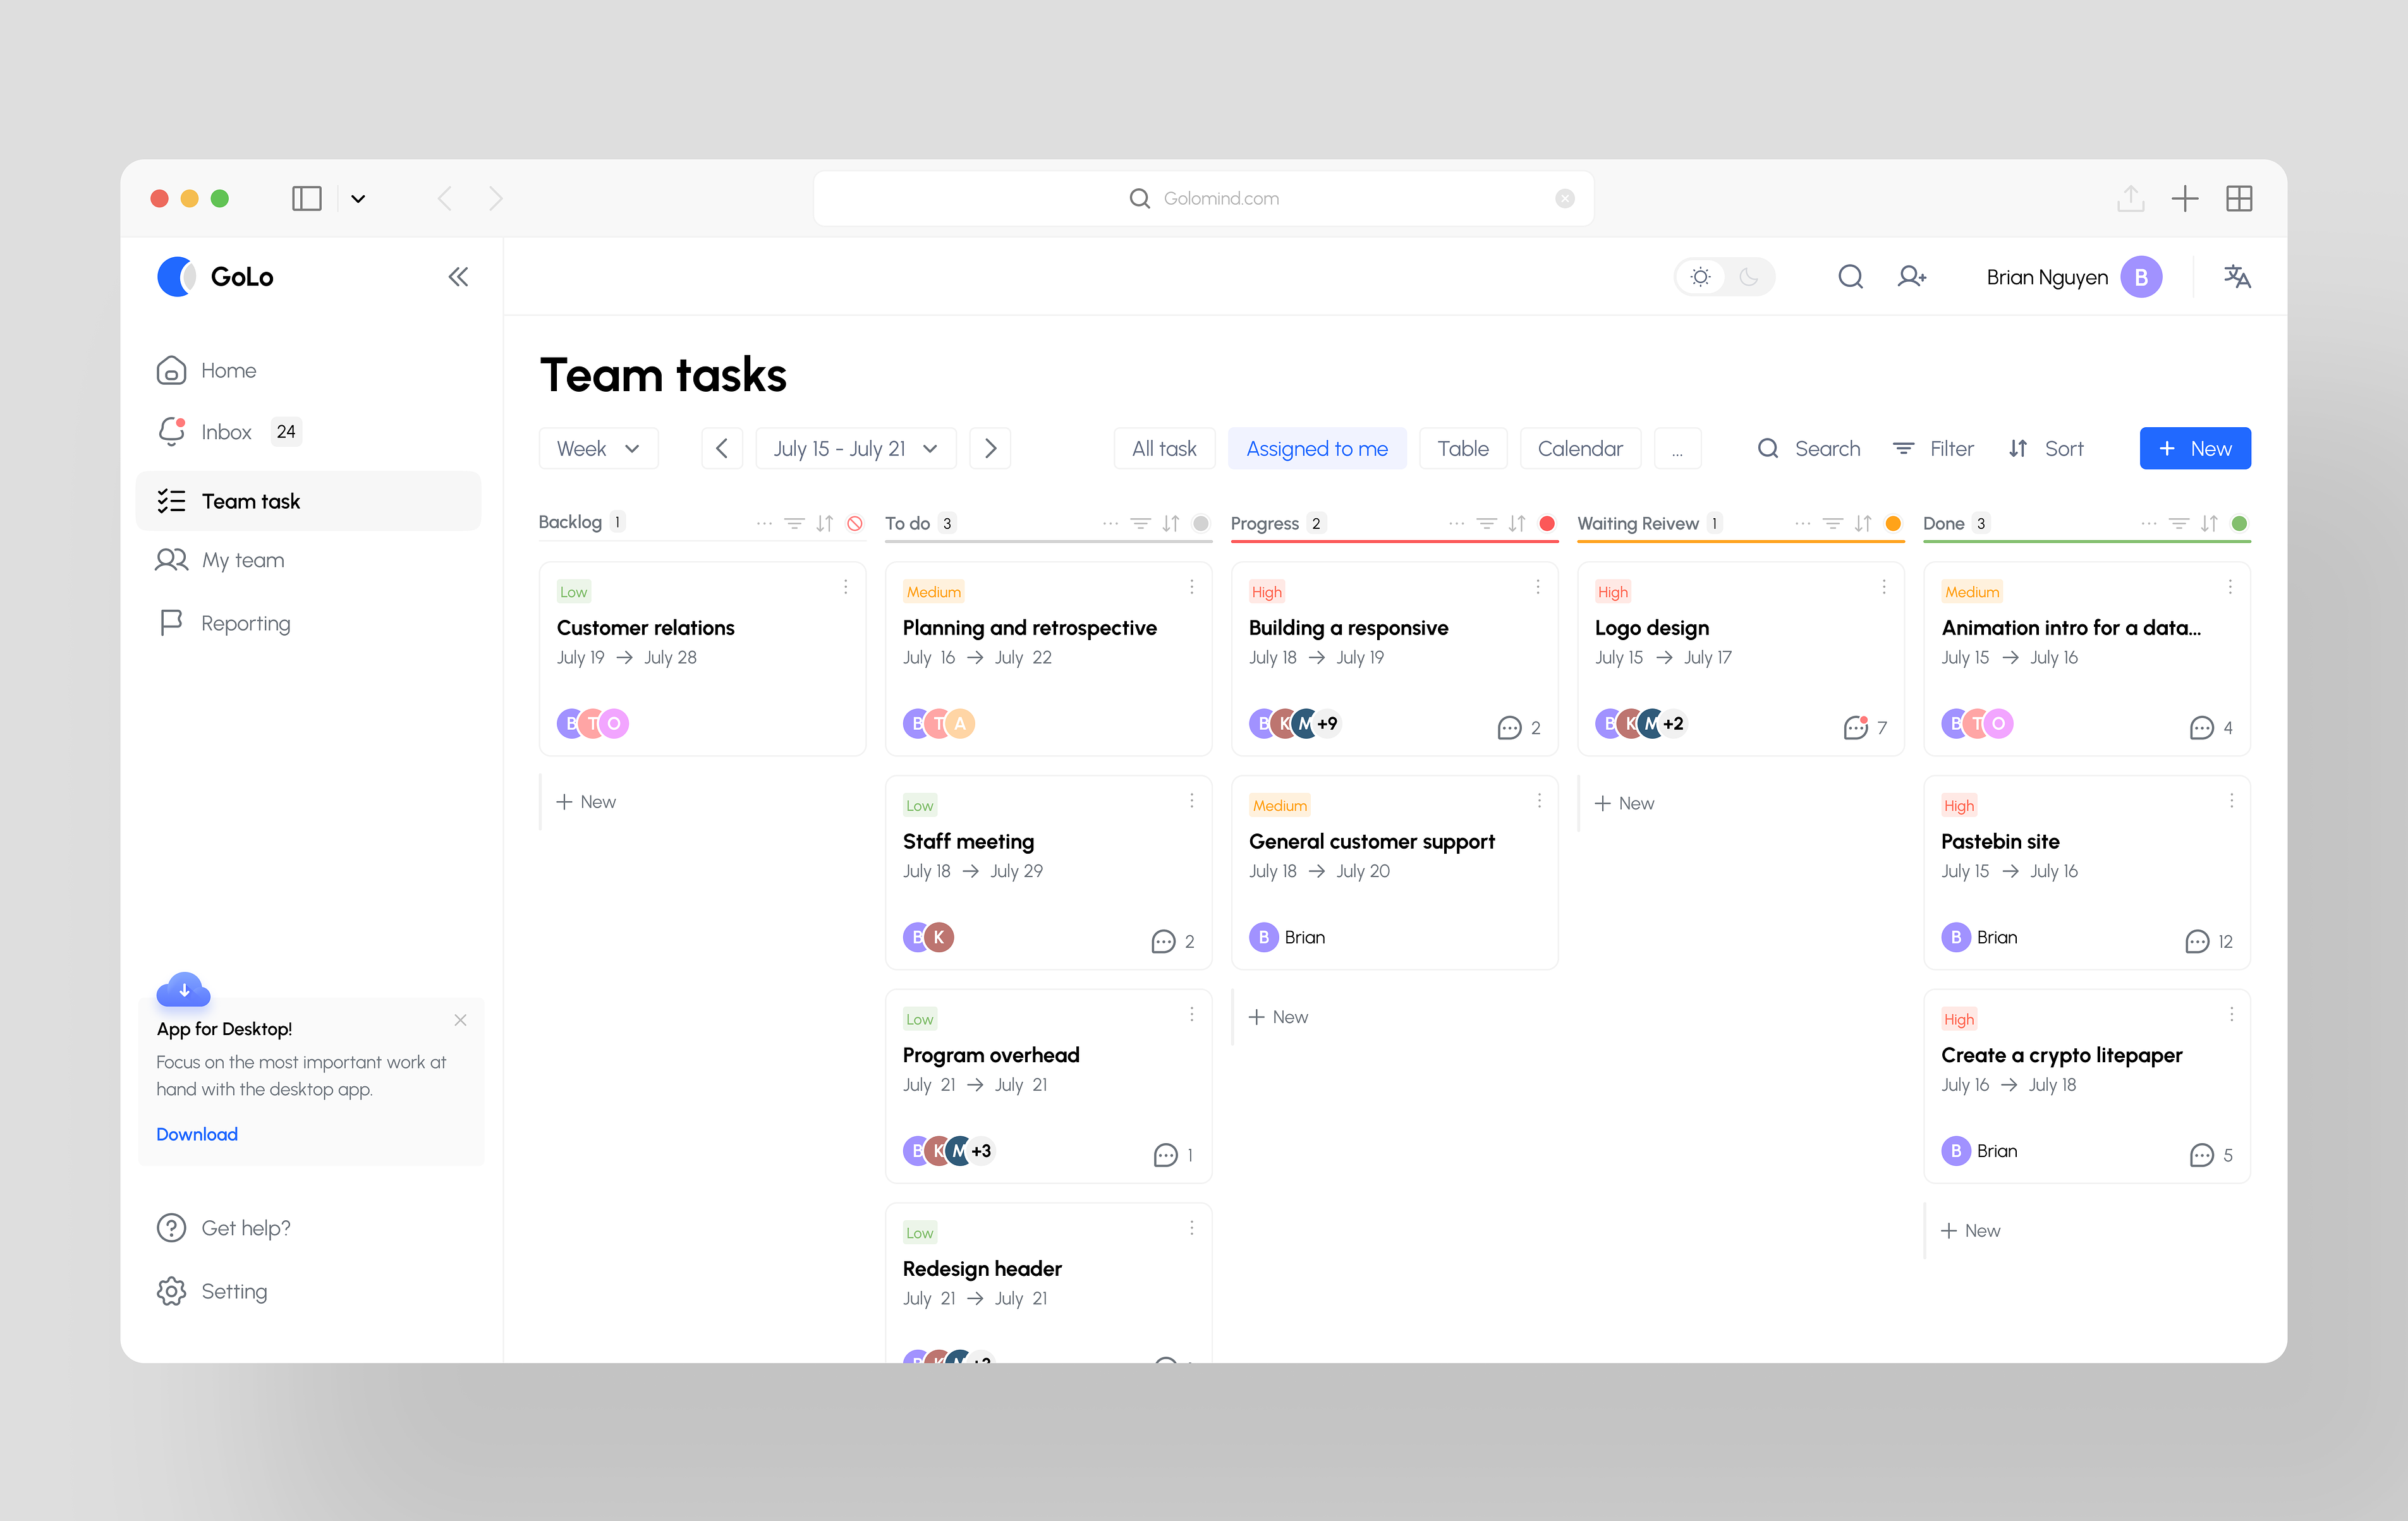 Golomind.com
GoLo
Brian Nguyen B
Home
Inbox 24
Team task
My team
Reporting
App for Desktop!
Focus on the most important work at
hand with the desktop app.
Download
Get help?
Setting
Team tasks
Week
July 15 - July 21
All task
Assigned to me
Table
Calendar
...
Search
Filter
Sort
+ New
Backlog 1
Low
Customer relations
July 19 → July 28
B T O
+ New
To do 3
Medium
Planning and retrospective
July 16 → July 22
B T A
Low
Staff meeting
July 18 → July 29
B K
2
Low
Program overhead
July 21 → July 21
B K M +3
1
Low
Redesign header
July 21 → July 21
Progress 2
High
Building a responsive
July 18 → July 19
B K M +9
2
Medium
General customer support
July 18 → July 20
B Brian
+ New
Waiting Reivew 1
High
Logo design
July 15 → July 17
B K M +2
7
+ New
Done 3
Medium
Animation intro for a data...
July 15 → July 16
B T O
4
High
Pastebin site
July 15 → July 16
B Brian
12
High
Create a crypto litepaper
July 16 → July 18
B Brian
5
+ New